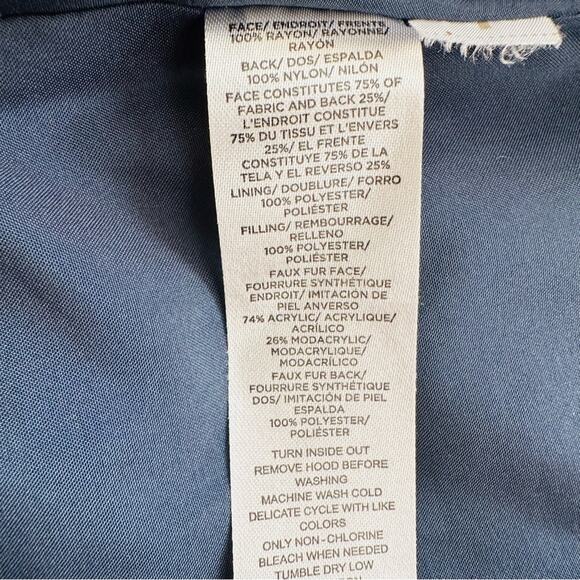 FACE/ ENDROIT/ FRENTE
100% RAYON/ RAYONNE/
RAYÓN
BACK/ DOS/ ESPALDA
100% NYLON/ NILÓN
FACE CONSTITUTES 75% OF
FABRIC AND BACK 25%/
L'ENDROIT CONSTITUE
75% DU TISSU ET L'ENVERS
25%/ EL FRENTE
CONSTITUYE 75% DE LA
TELA Y EL REVERSO 25%
LINING/ DOUBLURE/ FORRO
100% POLYESTER/
POLIÉSTER
FILLING/ REMBOURRAGE/
RELLENO
100% POLYESTER/
POLIÉSTER
FAUX FUR FACE/
FOURRURE SYNTHÉTIQUE
ENDROIT/ IMITACIÓN DE
PIEL ANVERSO
74% ACRYLIC/ ACRYLIQUE/
ACRÍLICO
26% MODACRYLIC/
MODACRYLIQUE/
MODACRÍLICO
FAUX FUR BACK/
FOURRURE SYNTHÉTIQUE
DOS/ IMITACIÓN DE PIEL
ESPALDA
100% POLYESTER/
POLIÉSTER
TURN INSIDE OUT
REMOVE HOOD BEFORE
WASHING
MACHINE WASH COLD
DELICATE CYCLE WITH LIKE
COLORS
ONLY NON-CHLORINE
BLEACH WHEN NEEDED
TUMBLE DRY LOW